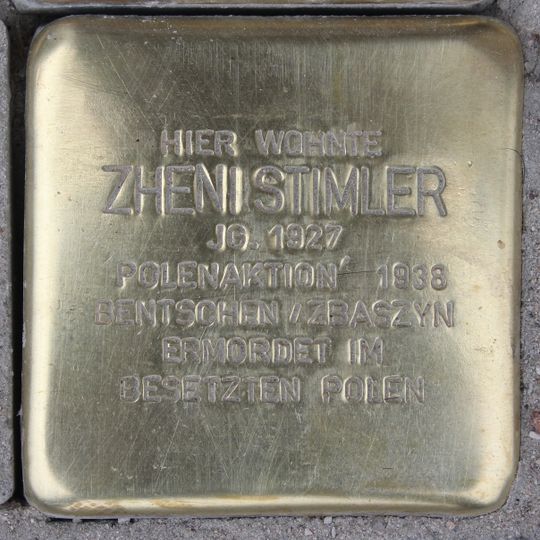 HIER WOHNTE
ZHENI STIMLER
JG. 1927
'POLENAKTION' 1938
BENTSCHEN / ZBASZYN
ERMORDET IM
BESETZTEN POLEN